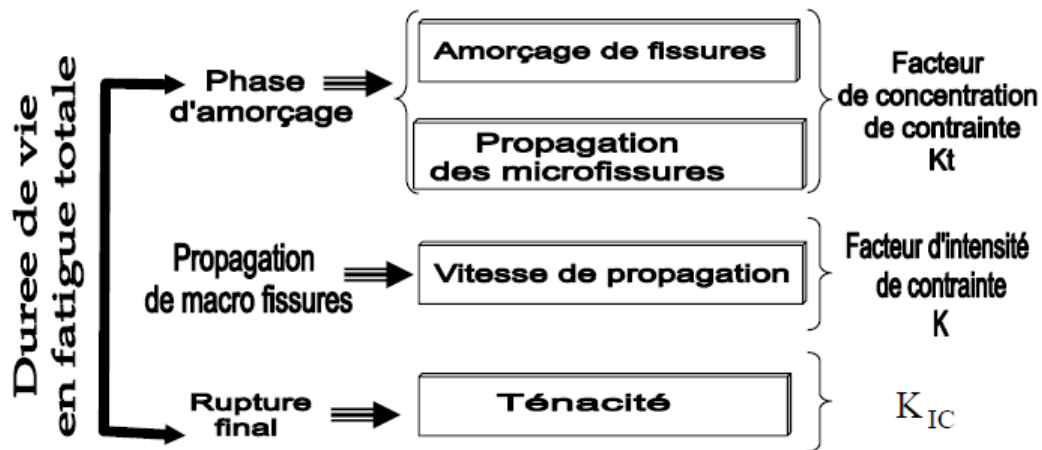 Duree de vie
en fatigue totale
Phase
d'amorçage
Amorçage de fissures
Propagation
des microfissures
Facteur
de concentration
de contrainte
Kt
Propagation
de macro fissures
Vitesse de propagation
Facteur d'intensité
de contrainte
K
Rupture
final
Ténacité
K IC